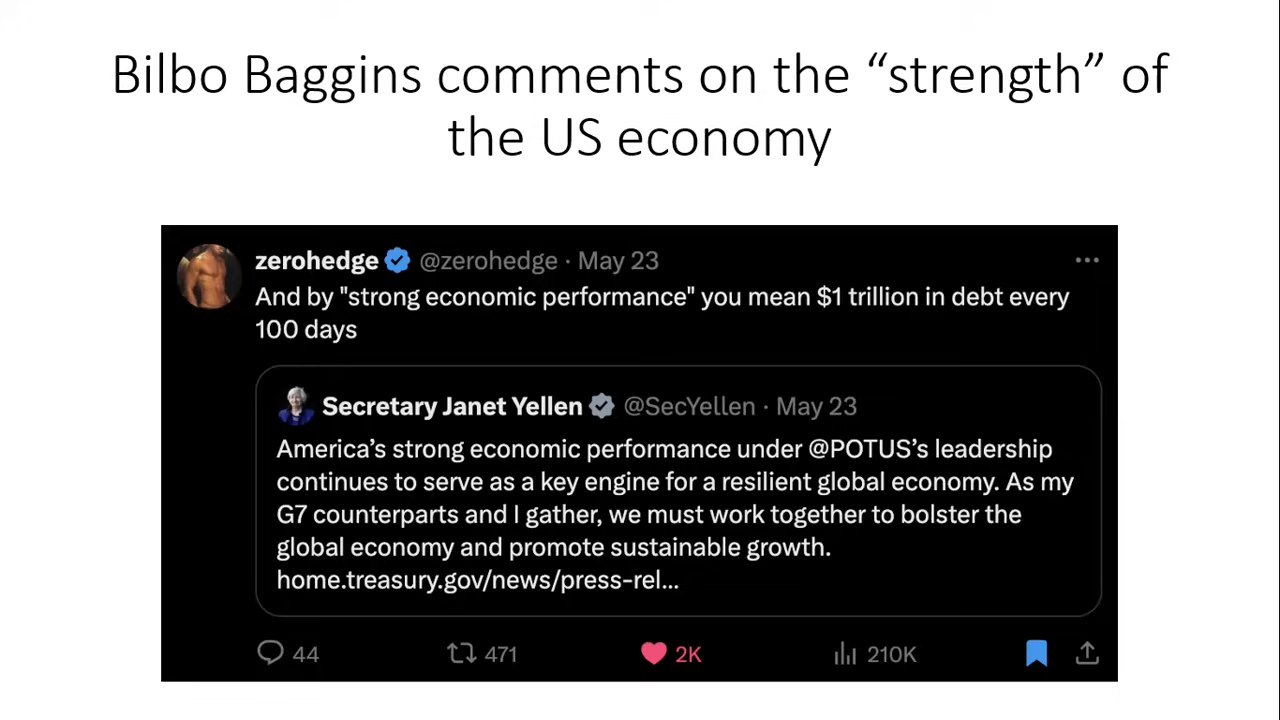 Bilbo Baggins comments on the “strength” of
the US economy
zerohedge @zerohedge · May 23
And by "strong economic performance" you mean $1 trillion in debt every
100 days
Secretary Janet Yellen @SecYellen · May 23
America’s strong economic performance under @POTUS’s leadership
continues to serve as a key engine for a resilient global economy. As my
G7 counterparts and I gather, we must work together to bolster the
global economy and promote sustainable growth.
home.treasury.gov/news/press-rel...
44 471 2K 210K